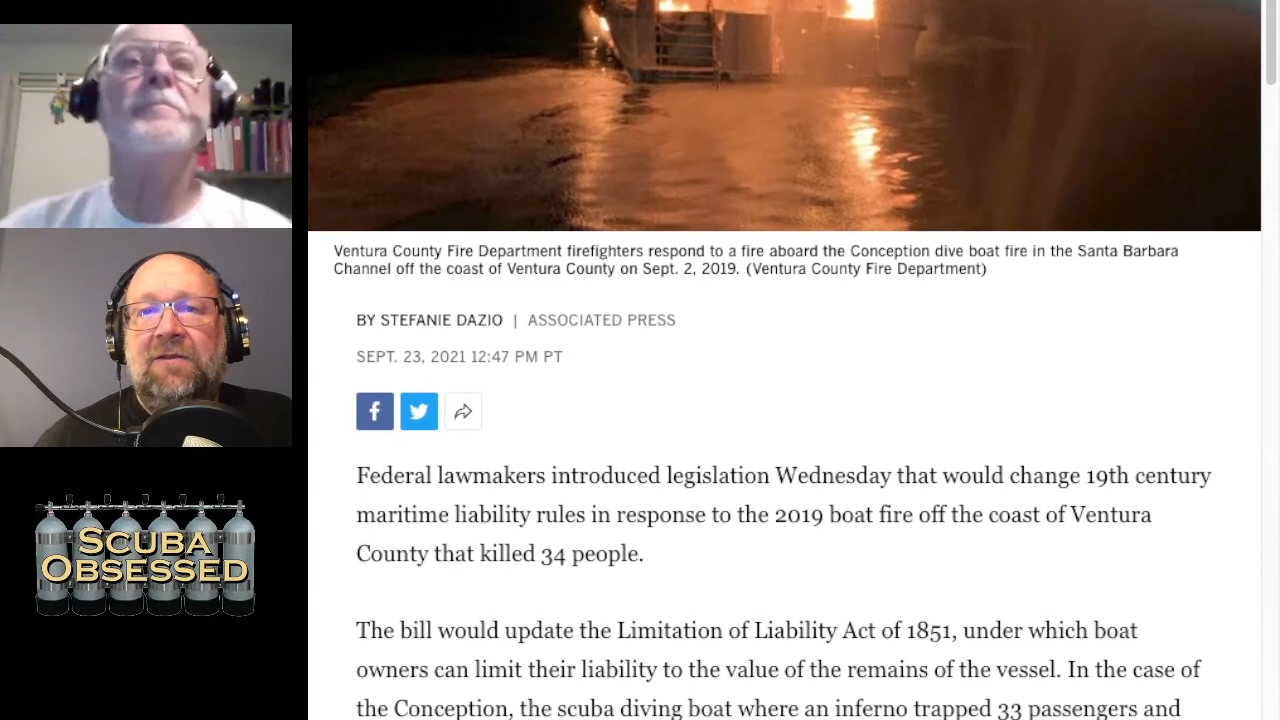 Ventura County Fire Department firefighters respond to a fire aboard the Conception dive boat fire in the Santa Barbara
Channel off the coast of Ventura County on Sept. 2, 2019. (Ventura County Fire Department)
BY STEFANIE DAZIO | ASSOCIATED PRESS
SEPT. 23, 2021 12:47 PM PT
Federal lawmakers introduced legislation Wednesday that would change 19th century
maritime liability rules in response to the 2019 boat fire off the coast of Ventura
County that killed 34 people.
The bill would update the Limitation of Liability Act of 1851, under which boat
owners can limit their liability to the value of the remains of the vessel. In the case of
the Conception, the scuba diving boat where an inferno trapped 33 passengers and
SCUBA
OBSESSED